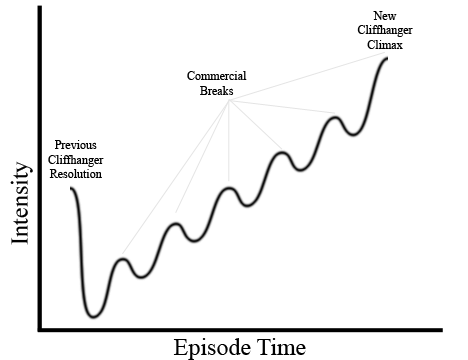 New
Cliffhanger
Climax
Commercial
Breaks
Previous
Cliffhanger
Resolution
Intensity
Episode Time